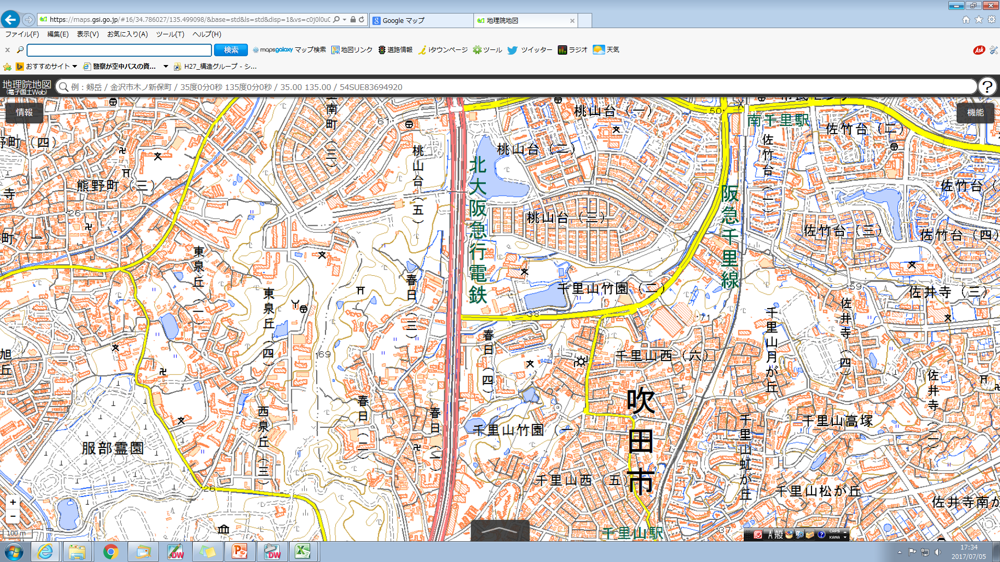 https://maps.gsi.go.jp/#16/34.786027/135.499098/&base=std&ls=std&disp=1&vs=c0j0l0u0
Google マップ
地理院地図
ファイル(F) 編集(E) 表示(V) お気に入り(A) ツール(T) ヘルプ(H)
検索 mapsgalaxy マップ検索 地図リンク 道路情報 iタウンページ ツール ツイッター ラジオ 天気 Ask
おすすめサイト 警察が空中バスの資... H27_構造グループ - シ...
地理院地図
(電子国土Web)
例 : 剱岳 / 金沢市木ノ新保町 / 35度0分0秒 135度0分0秒 / 35.00 135.00 / 54SUE83694920
?
情報
機能
南町(三)
61
桃山台(一)
50
南千里駅
佐竹台(二)
野町(四)
桃山台(五)
桃山台(二)
佐竹台(一)
北大阪急行電鉄
阪急千里線
熊野町(三)
佐竹台(
寺
26
桃山台(三)
佐竹台(三)
佐竹台(四)
町(一)
東泉丘(一)
東泉丘(四)
春日(三)
千里山竹園(二)
59
佐井寺(三)
38
71
千里山月が丘
佐井寺(四)
春日(四)
69
千里山西(六)
旭丘
佐井寺(二)
吹田市
春日(二)
春日(一)
西泉丘(三)
千里山竹園(一)
千里山虹が丘
千里山高塚
服部霊園
千里山西(五)
26
千里山松が丘
佐井寺南が
+
−
100 m
千里山駅
37
A 般
CAPS
KANA
17:34
2017/07/05